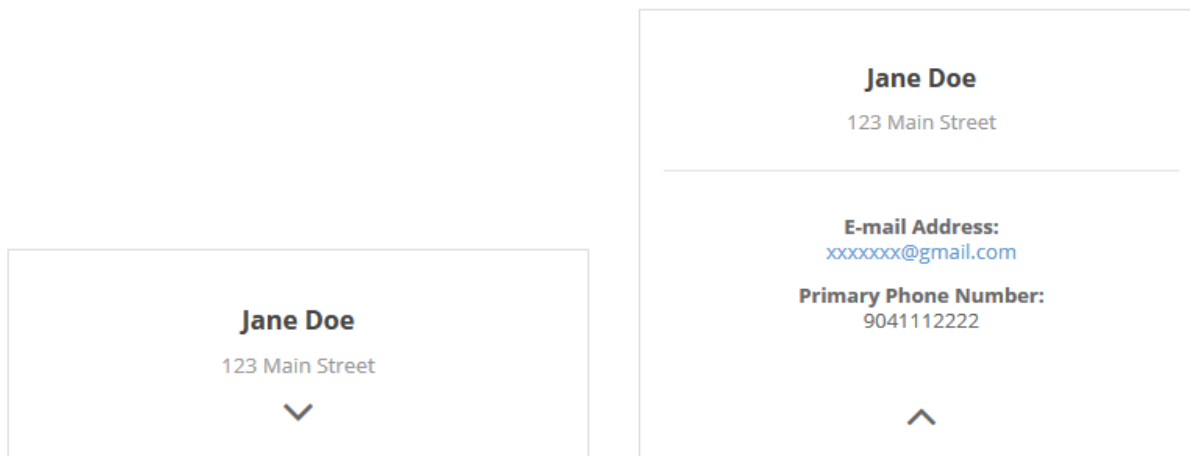 Jane Doe
123 Main Street
Jane Doe
123 Main Street
E-mail Address:
xxxxxxx@gmail.com
Primary Phone Number:
9041112222